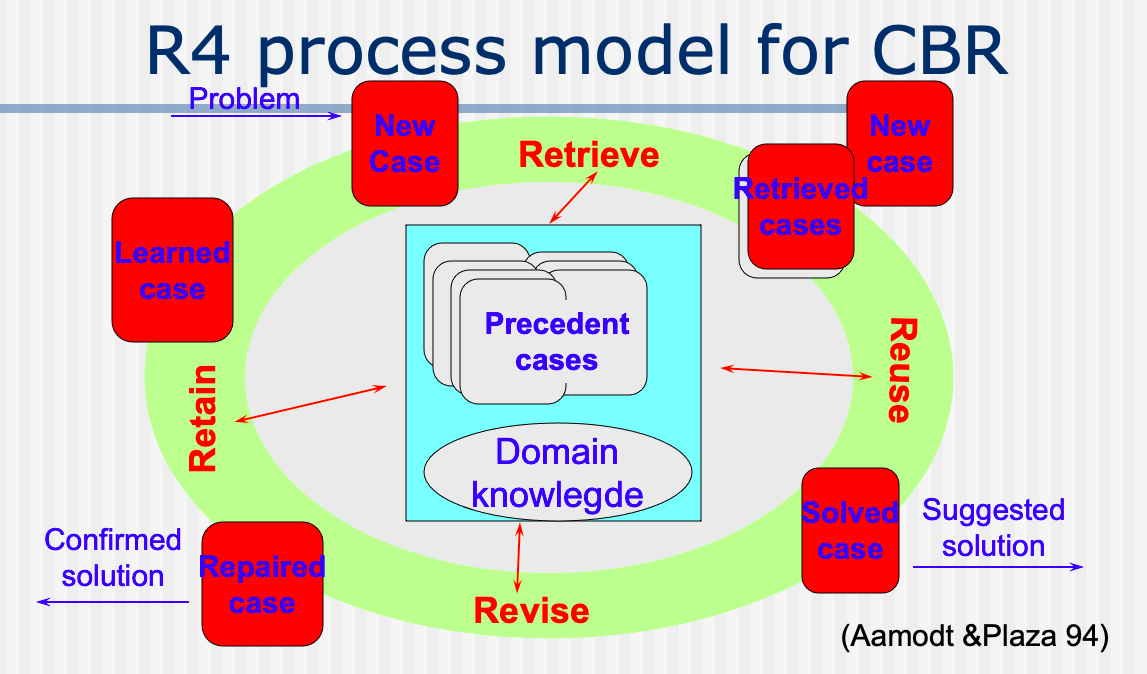 R4 process model for CBR
Problem
New
Case
Retrieve
New
case
Retrieved
cases
Learned
case
Precedent
cases
Reuse
Retain
Domain
knowlegde
Solved
case
Suggested
solution
Confirmed
solution
Repaired
case
Revise
(Aamodt &Plaza 94)